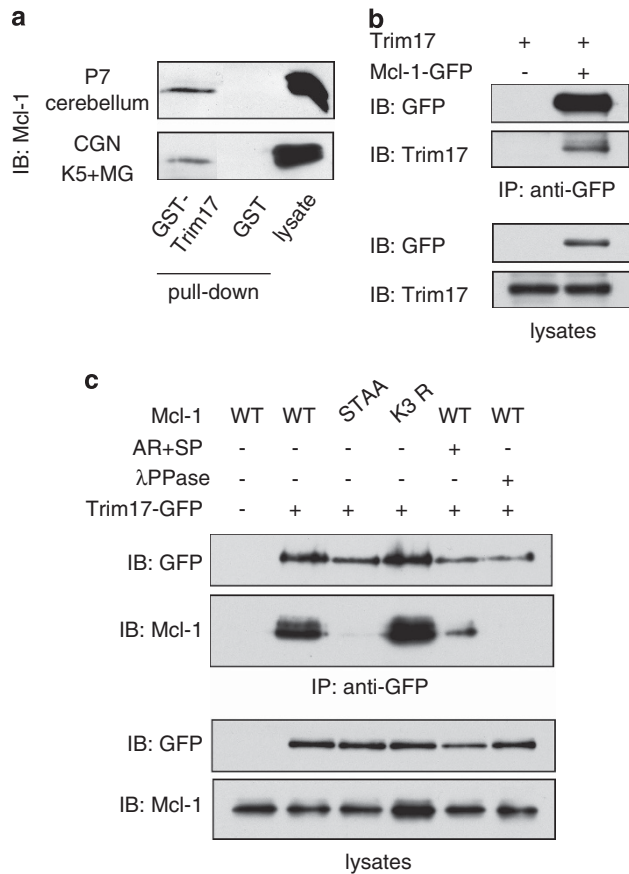 a
IB: Mcl-1
P7
cerebellum
CGN
K5+MG
GST-
Trim17
GST
lysate
pull-down
b
Trim17 + +
Mcl-1-GFP - +
IB: GFP
IB: Trim17
IP: anti-GFP
IB: GFP
IB: Trim17
lysates
c
Mcl-1 WT WT STAA K3 R WT WT
AR+SP - - - - + -
λPPase - - - - - +
Trim17-GFP - + + + + +
IB: GFP
IB: Mcl-1
IP: anti-GFP
IB: GFP
IB: Mcl-1
lysates